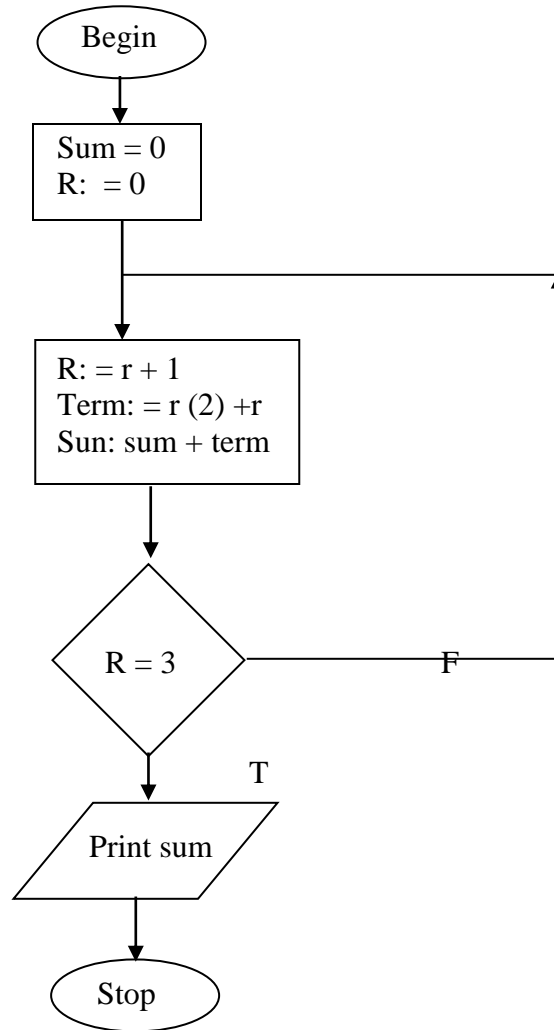 Begin
Sum = 0
R:  = 0
R: = r + 1
Term: = r (2) +r
Sun: sum + term
R = 3
F
T
Print sum
Stop